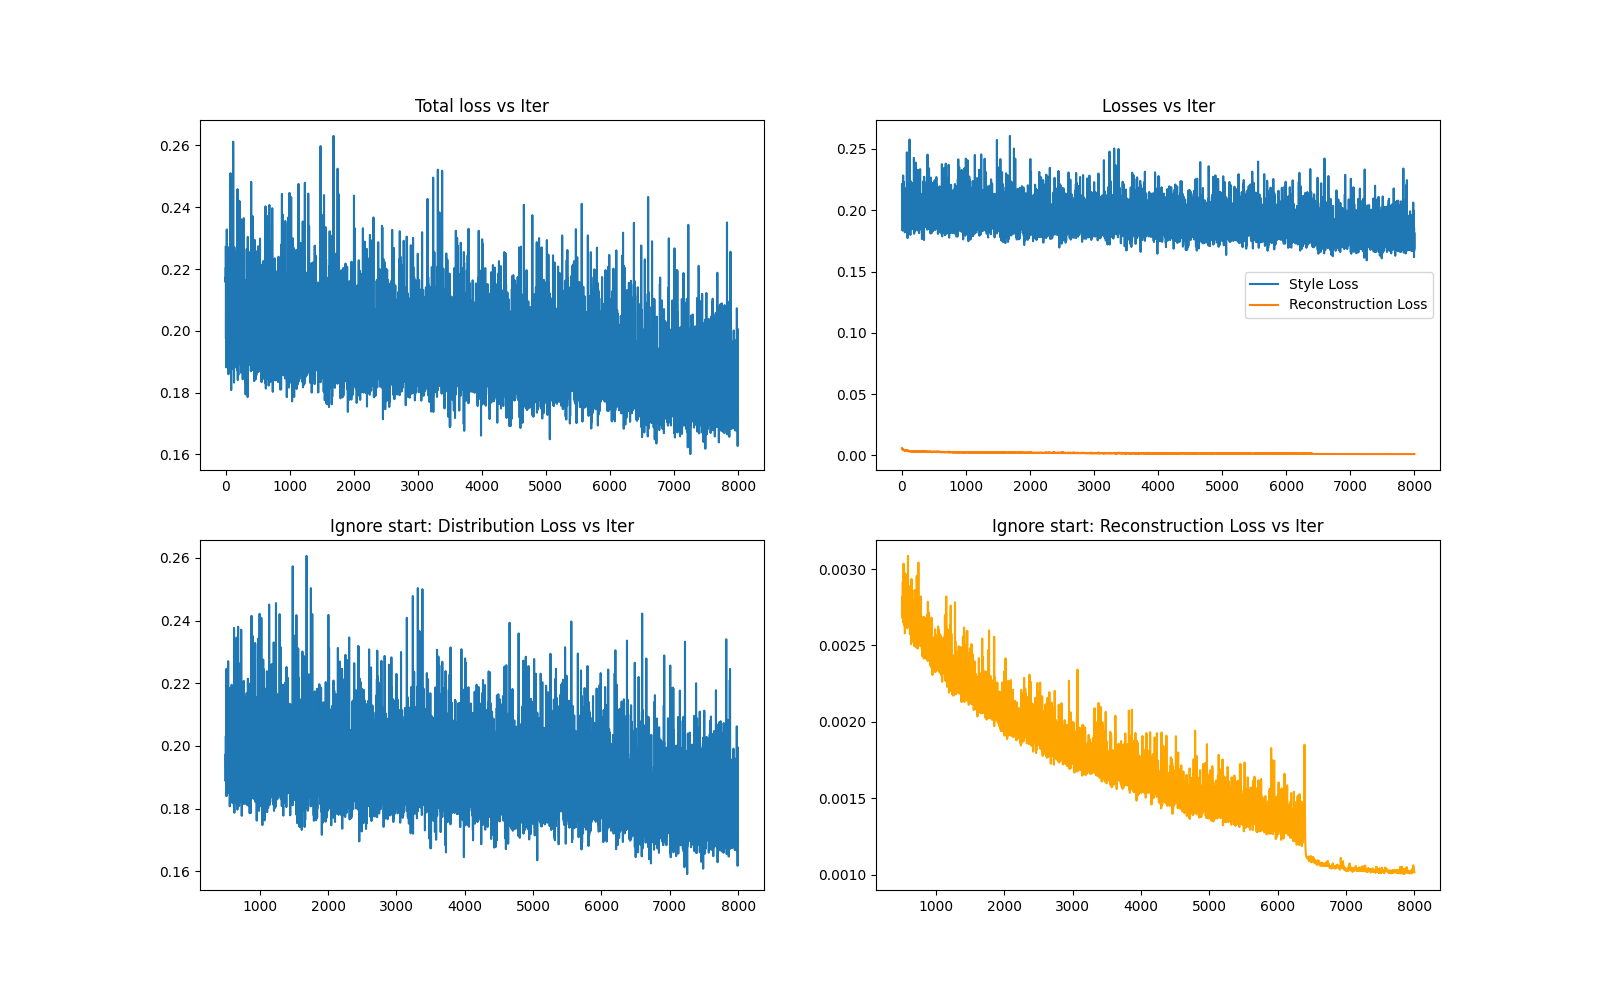 Total loss vs Iter
0.26
0.24
0.22
0.20
0.18
0.16
0 1000 2000 3000 4000 5000 6000 7000 8000
Losses vs Iter
0.25
0.20
0.15
0.10
0.05
0.00
Style Loss
Reconstruction Loss
0 1000 2000 3000 4000 5000 6000 7000 8000
Ignore start: Distribution Loss vs Iter
0.26
0.24
0.22
0.20
0.18
0.16
1000 2000 3000 4000 5000 6000 7000 8000
Ignore start: Reconstruction Loss vs Iter
0.0030
0.0025
0.0020
0.0015
0.0010
1000 2000 3000 4000 5000 6000 7000 8000